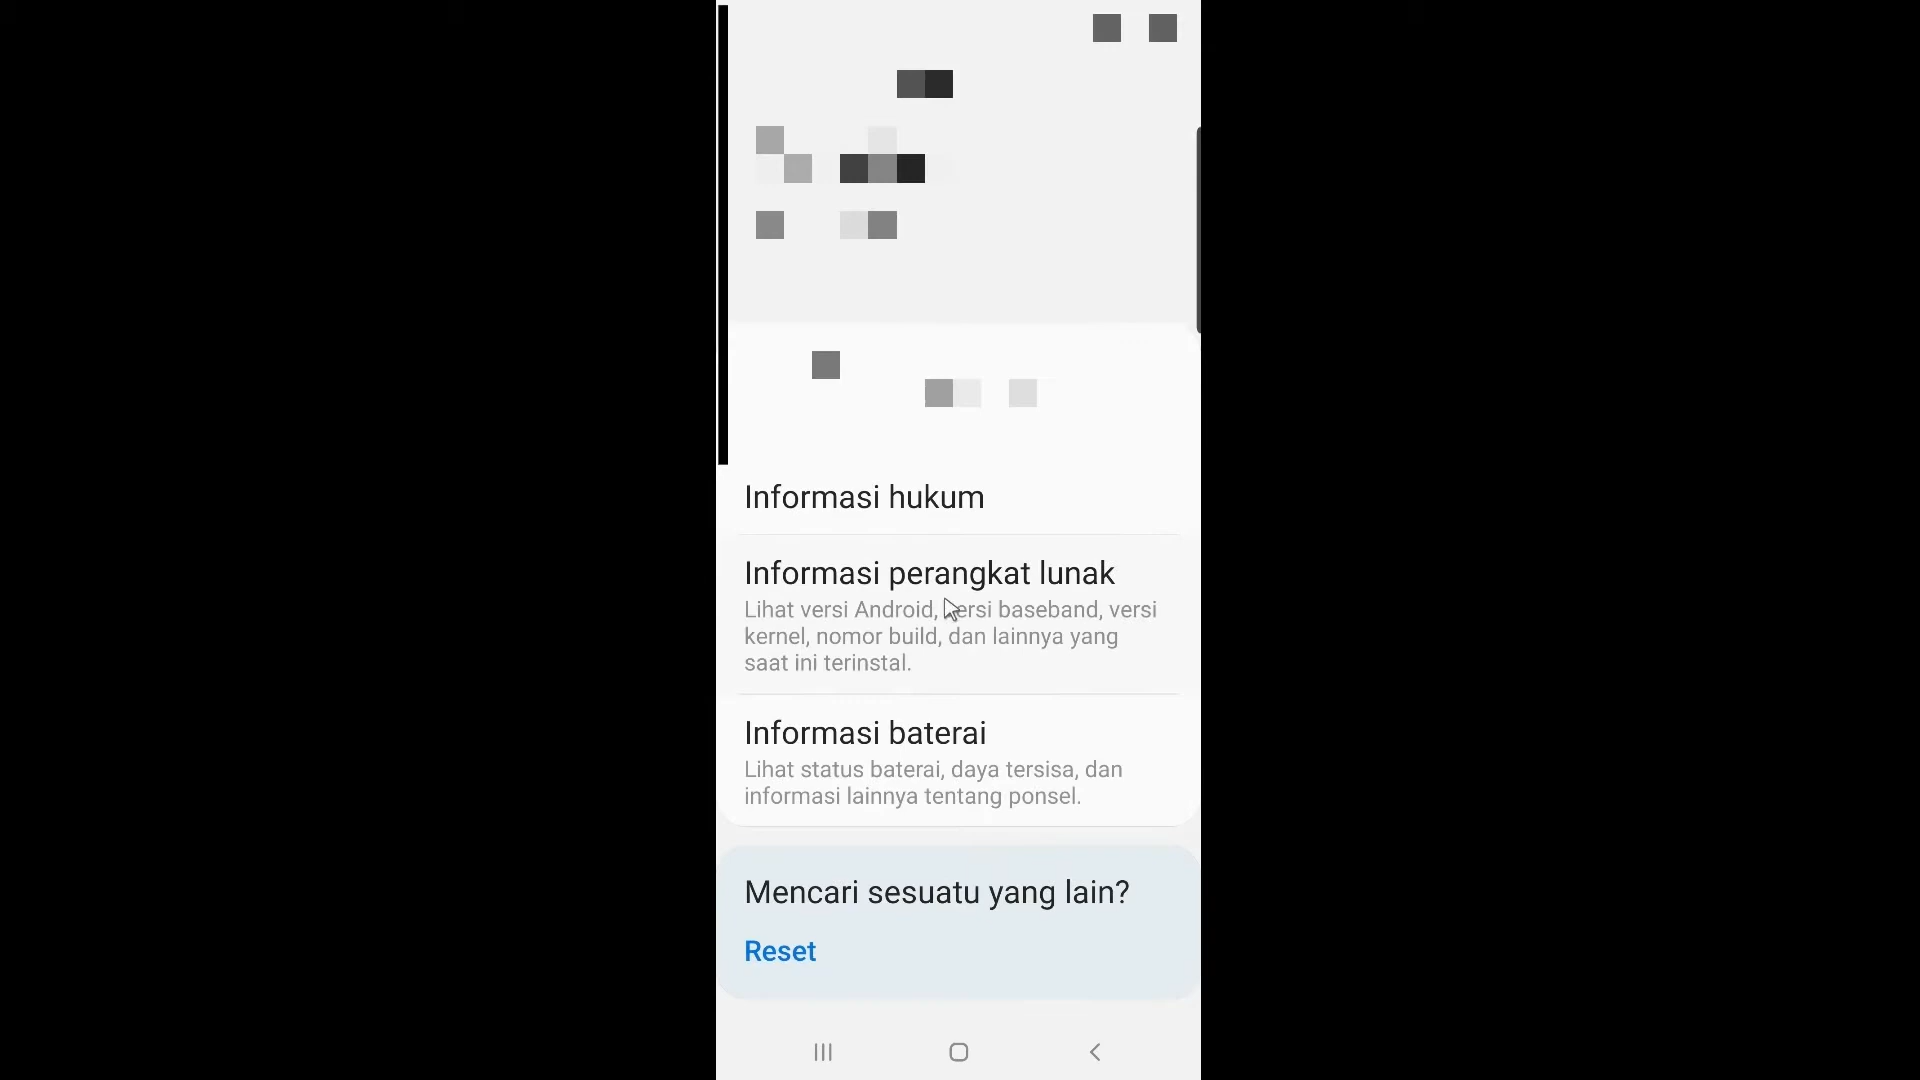 Informasi hukum
Informasi perangkat lunak
Lihat versi Android, versi baseband, versi
kernel, nomor build, dan lainnya yang
saat ini terinstal.
Informasi baterai
Lihat status baterai, daya tersisa, dan
informasi lainnya tentang ponsel.
Mencari sesuatu yang lain?
Reset